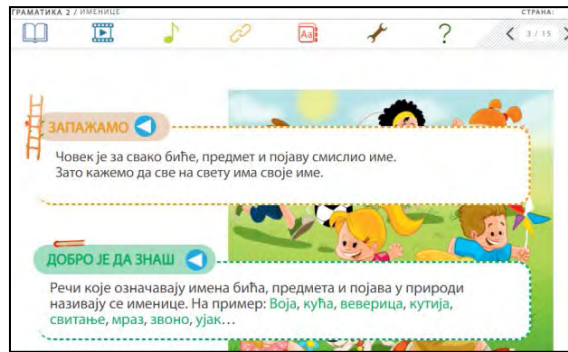 ГРАМАТИКА 2 / ИМЕНИЦЕ
СТРАНА:
Aa
?
3 / 15
ЗАПАЖАМО
Човек је за свако биће, предмет и појаву смислио име.
Зато кажемо да све на свету има своје име.
ДОБРО ЈЕ ДА ЗНАШ
Речи које означавају имена бића, предмета и појава у природи
називају се именице. На пример: Воја, кућа, веверица, кутија,
свитање, мраз, звоно, ујак...